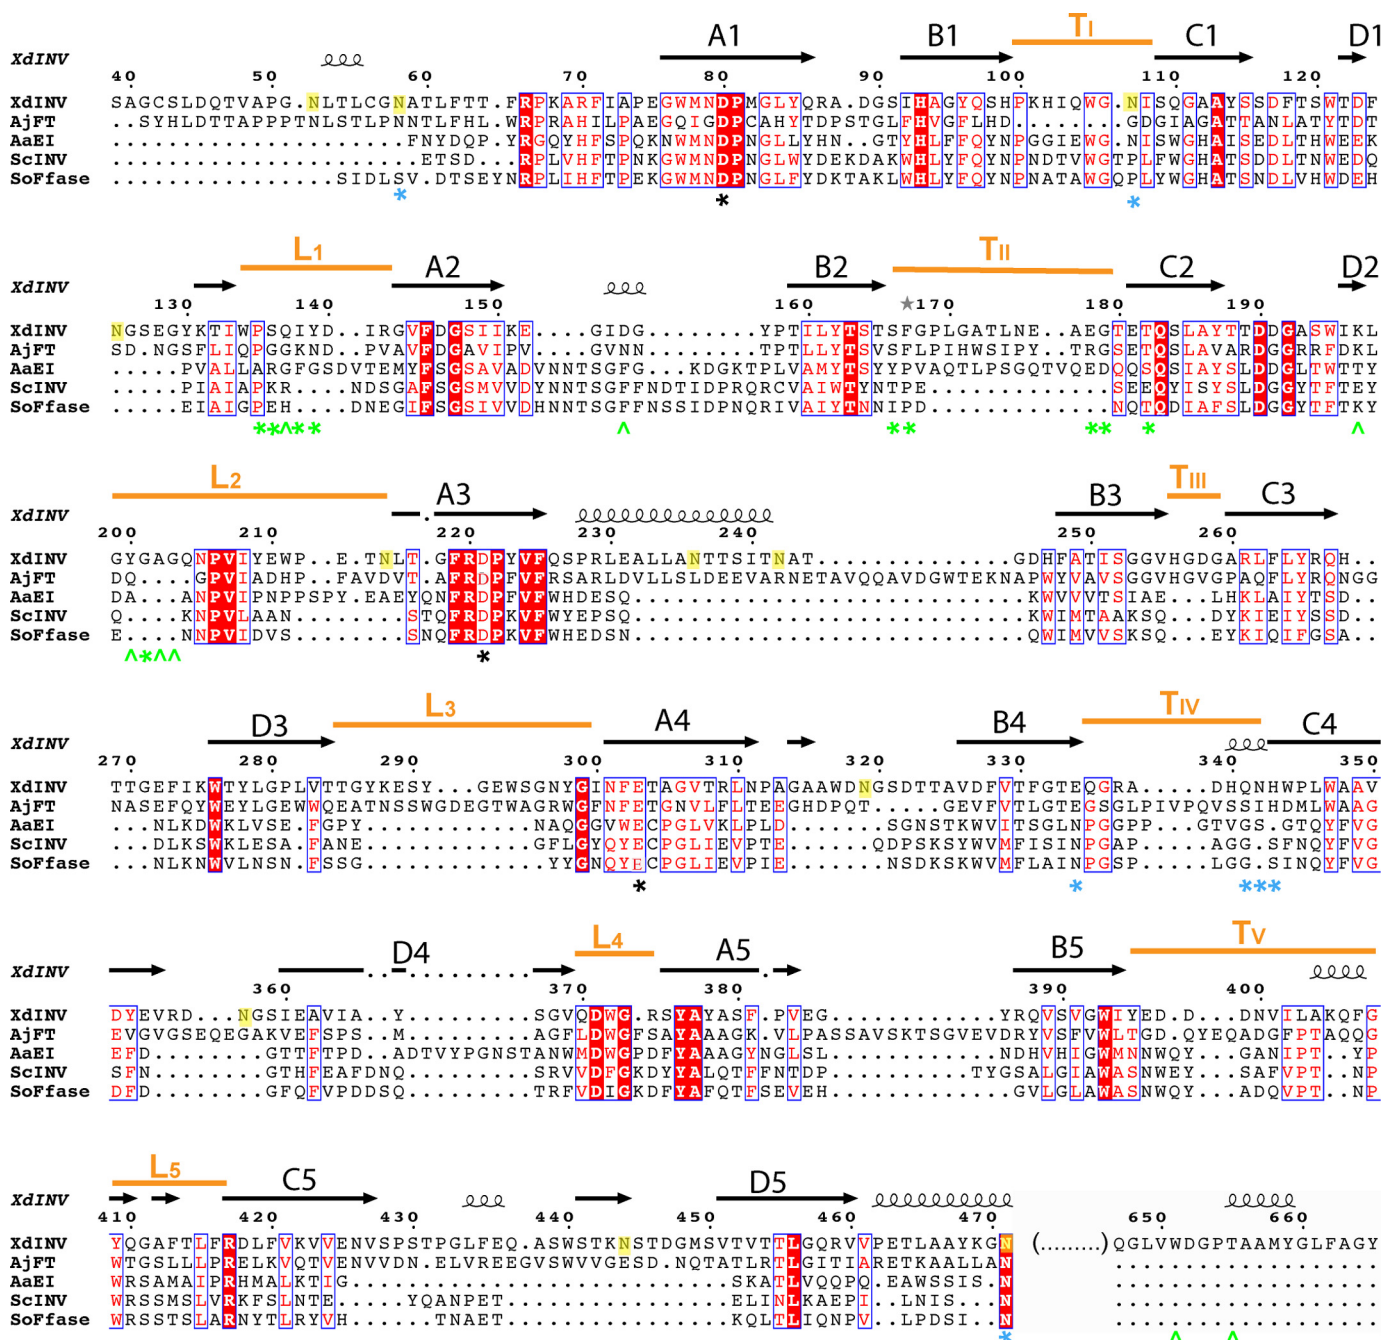 A1 B1 TI C1 D1
XdINV
40 50 60 70 80 90 100 110 120
XdINV SAGCSLDQTVAPG.NLTLCGNATLFTT.FRPKARFIAPEGWMNDPMGLYQRA.DGSIHAGYQSHPKHIQWG.NISQGAAYSSDFTSWTDF
AjFT ..SYHLDTTAPPPTNLSTLPNNTLFHL.WRPRAHILPAEGQIGDPCAHYTDPSTGLFHVGFLHD.......GDGIAGATTANLATYTDT
AaEI .....................FNYDQP.YRGQYHFSPQKNWMNDPNGLLYHN..GTYHLFFQYNPGGIEWG.NISWGHATSEDLTHWEEK
ScINV ......................ETSD..RPLVHFTPNKGWMNDPNGLWYDEKDAKWHLYFQYNPNDTVWGTPLFWGHATSDDLTNWEDQ
SoFfase ................SIDLSV.DTSEYNRPLIHFTPEKGWMNDPNGLFYDKTAKLWHLYFQYNPNATAWGQPLYWGHATSNDLVHWDEH
* * *
L1 A2 B2 TII C2 D2
XdINV
130 140 150 160 ★170 180 190
XdINV NGSEGYKTIWPSQIYD..IRGVFDGSIIKE....GIDG........YPTILYTSTSFGPLGATLNE..AEGTETQSLAYTTDDGASWIKL
AjFT SD.NGSFLIQPGGKND..PVAVFDGAVIPV....GVNN........TPTLLYTSVSFLPIHWSIPY..TRGSETQSLAVARDGGRRFDKL
AaEI .....PVALLARGFGSDVTEMYFSGSAVADVNNTSGFG...KDGKTPLVAMYTSYYPVAQTLPSGQTVQEDQQSQSIAYSLDDGLTWTTY
ScINV .....PIAIAPKR....NDSGAFSGSMVVDYNNTSGFFNDTIDPRQRCVAIWTYNTPE............SEEQYISYSLDGGYTFTEY
SoFfase .....EIAIGPEH....DNEGIFSGSIVVDHNNTSGFFNSSIDPNQRIVAIYTNNIPD............NQTQDIAFSLDGGYTFTKY
**^** ^ ** ** * ^
L2 A3 B3 TIII C3
XdINV
200 210 220 230 240 250 260
XdINV GYGAGQNPVIYEWP..E.TNLT.GFRDPYVFQSPRLEALLANTTSITNAT..............GDHFATISGGVHGDGARLFLYRQH..
AjFT DQ....GPVIADHP..FAVDVT.AFRDPFVFRSARLDVLLSLDEEVARNETAVQQAVDGWTEKNAPWYVAVSGGVHGVGPAQFLYRQNGG
AaEI DA...ANPVIPNPPSPY.EAEYQNFRDPFVFWHDESQ............................KWVVVTSIAE...LHKLAIYTSD..
ScINV Q....KNPVLAAN......STQFRDPKVFWYEPSQ............................KWIMTAAKSQ...DYKIEIYSSD..
SoFfase E....NNPVIDVS......SNQFRDPKVFWHEDSN............................QWIMVVSKSQ...EYKIQIFGSA..
^*^^ *
D3 L3 A4 B4 TIV C4
XdINV
270 280 290 300 310 320 330 340 350
XdINV TTGEFIKWTYLGPLVTTGYKESY...GEWSGNYGINFETAGVTRLNPAGAAWDNGSDTTAVDFVTFGTEQGRA....DHQNHWPLWAAV
AjFT NASEFQYWEYLGEWWQEATNSSWGDEGTWAGRWGFNFETGNVLFLTEEGHDPQT.....GEVFVTLGTEGSGLPIVPQVSSIHDMLWAAG
AaEI ...NLKDWKLVSE.FGPY..........NAQGGVWECPGLVKLPLD......SGNSTKWVITSGLNPGGPP...GTVGS.GTQYFVG
ScINV ...DLKSWKLESA.FANE..........GFLGYQYECPGLIEVPTE......QDPSKSYWVMFISINPGAP.....AGG.SFNQYFVG
SoFfase ...NLKNWVLNSN.FSSG..........YYGNQYECPGLIEVPIE......NSDKSKWVMFLAINPGSP.....LGG.SINQYFVG
* * ***
D4 L4 A5 B5 TV
XdINV
360 370 380 390 400
XdINV DYEVRD...NGSIEAVIA..Y........SGVQDWG.RSYAYASF.PVEG.............YRQVSVGWIYED.D..DNVILAKQFG
AjFT EVGVGSEQEGAKVEFSPS..M........AGFLDWGFSAYAAAGK.VLPASSAVSKTSGVEVDRYVSFVWLTGD.QYEQADGFPTAQQG
AaEI EFD.......GTTFTPD..ADTVYPGNSTANWMDWGPDFYAAAGYNGLSL...........NDHVHIGWMNNWQY...GANIPT..YP
ScINV SFN.......GTHFEAFDNQ.........SRVVDFGKDYYALQTFFNTDP...........TYGSALGIAWASNWEY...SAFVPT..NP
SoFfase DFD.......GFQFVPDDSQ.........TRFVDIGKDFYAFQTFSEVEH.............GVLGLAWASNWQY...ADQVPT..NP
L5 C5 D5
XdINV
410 420 430 440 450 460 470 650 660
XdINV YQGAFTLFRDLFVKVVENVSPSTPGLFEQ.ASWSTKNSTDGMSVTVTTLGQRVVPETLAAYKGN (.........)QGLVWDGPTAAMYGLFAGY
AjFT WTGSLLLPRELKVQTVENVVDN.ELVREEGVSWVVGESD.NQTATLRTLGITIARETKAALLAN ...................
AaEI WRSAMAIPRHMALKTIG........................SKATLVQQPQ.EAWSSIS.N ...................
ScINV WRSSMSLVRKFSLNTE....YQANPET...............ELINLKAEPI..LNIS...N ...................
SoFfase WRSSTSLARNYTLRYVH.....TNAET...............KQLTLIQNPV..LPDSI..N ...................
* ^ ^